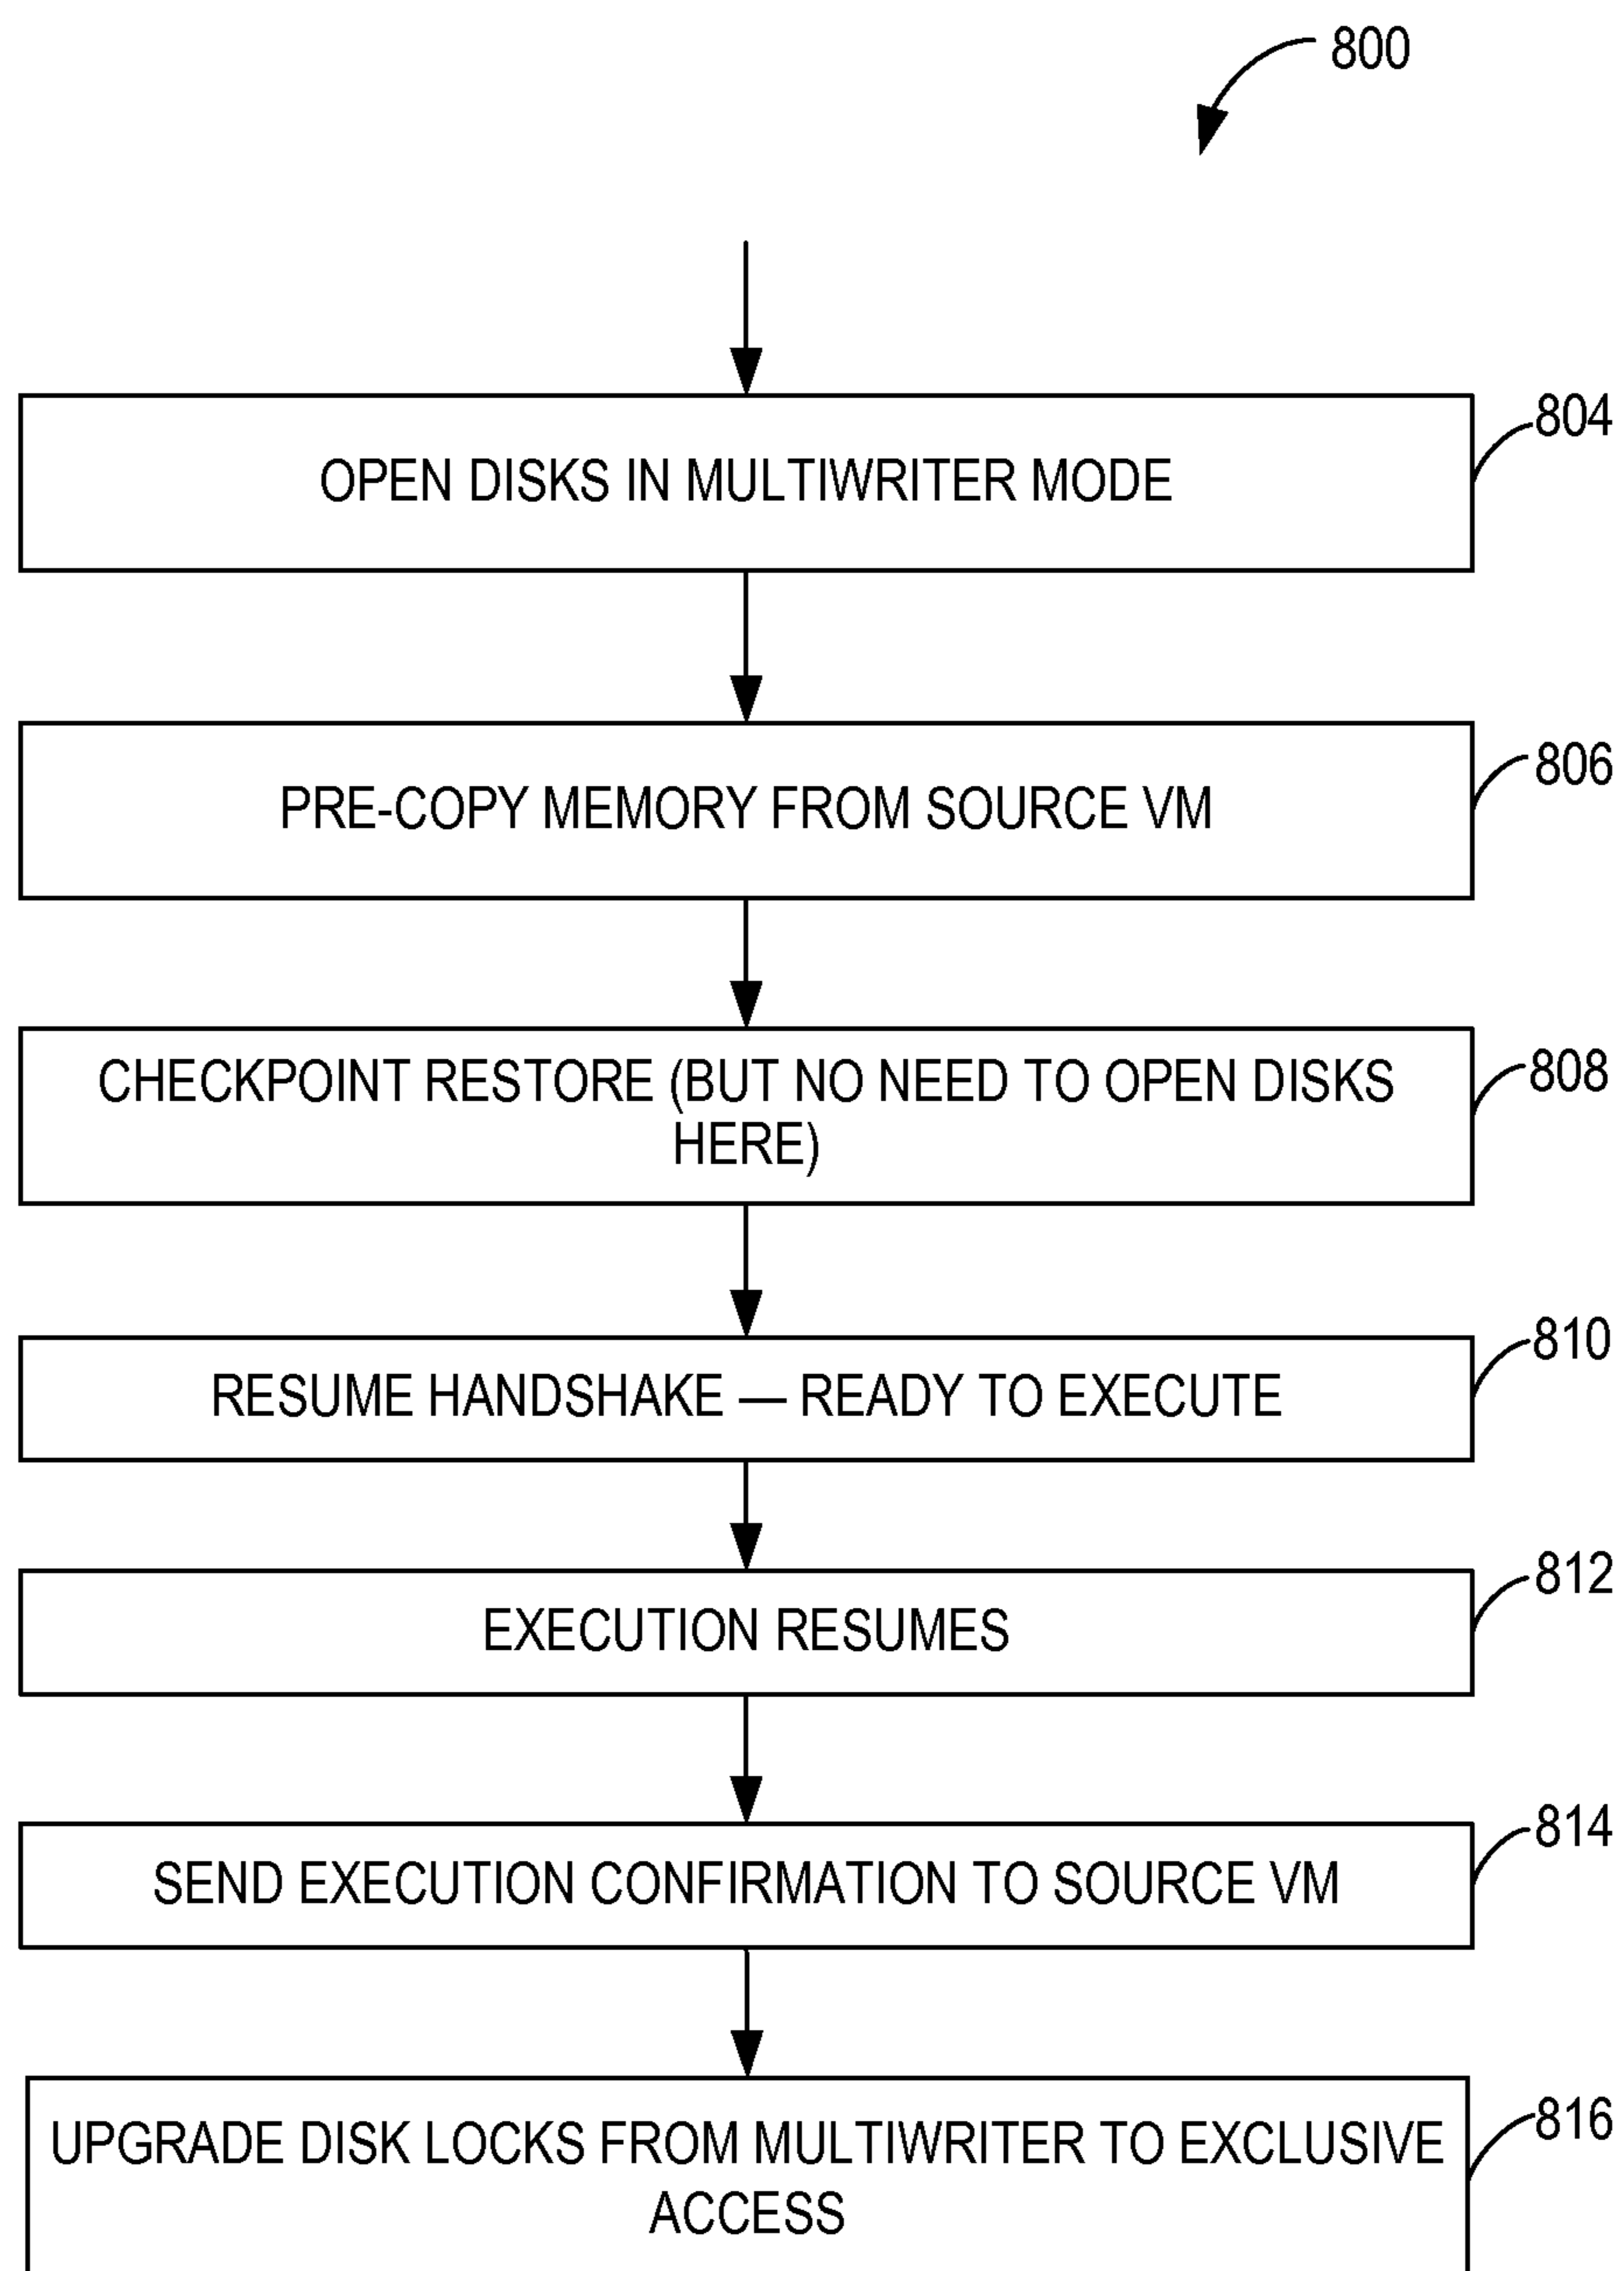 800
804
OPEN DISKS IN MULTIWRITER MODE
806
PRE-COPY MEMORY FROM SOURCE VM
808
CHECKPOINT RESTORE (BUT NO NEED TO OPEN DISKS
HERE)
810
RESUME HANDSHAKE — READY TO EXECUTE
812
EXECUTION RESUMES
814
SEND EXECUTION CONFIRMATION TO SOURCE VM
816
UPGRADE DISK LOCKS FROM MULTIWRITER TO EXCLUSIVE
ACCESS